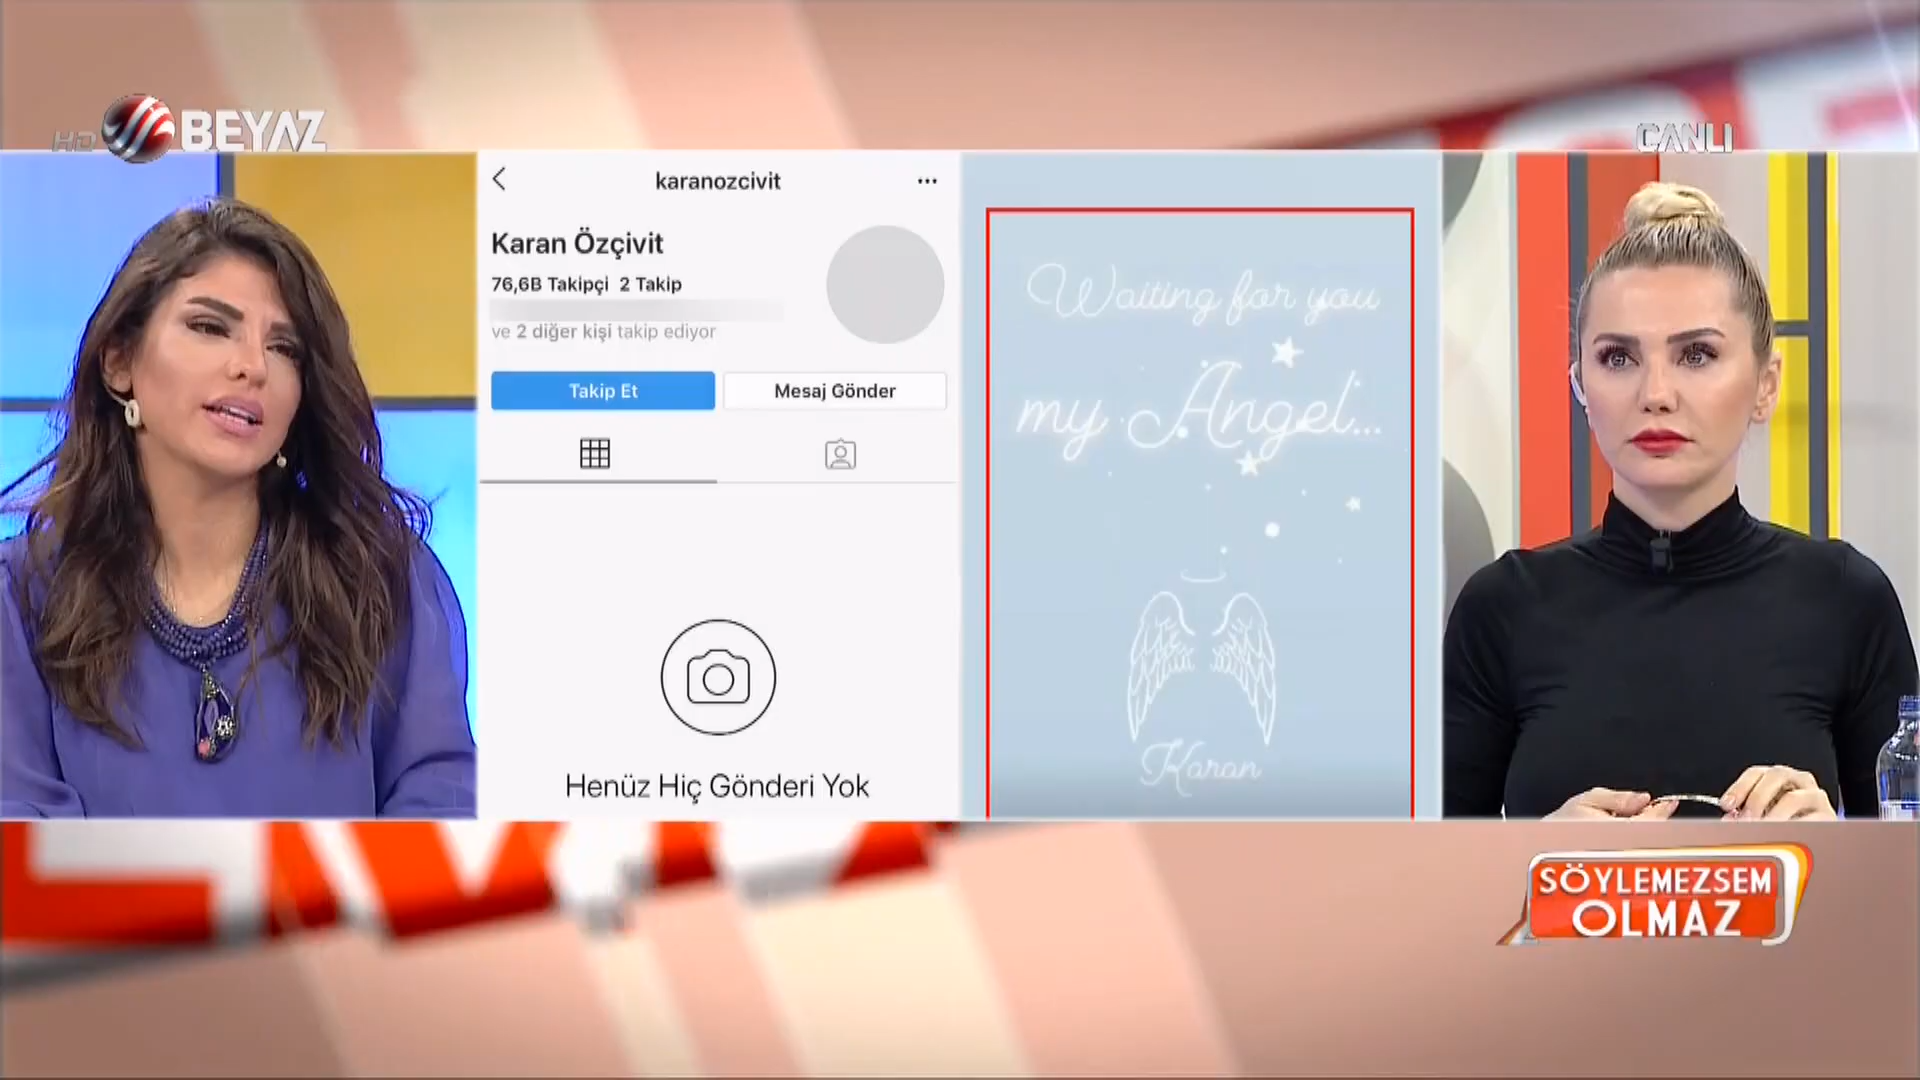 HD BEYAZ
CANLI
karanozcivit
Karan Özçivit
76,6B Takipçi 2 Takip
ve 2 diğer kişi takip ediyor
Takip Et
Mesaj Gönder
Henüz Hiç Gönderi Yok
Waiting for you
my Angel...
Karan
SÖYLEMEZSEM
OLMAZ